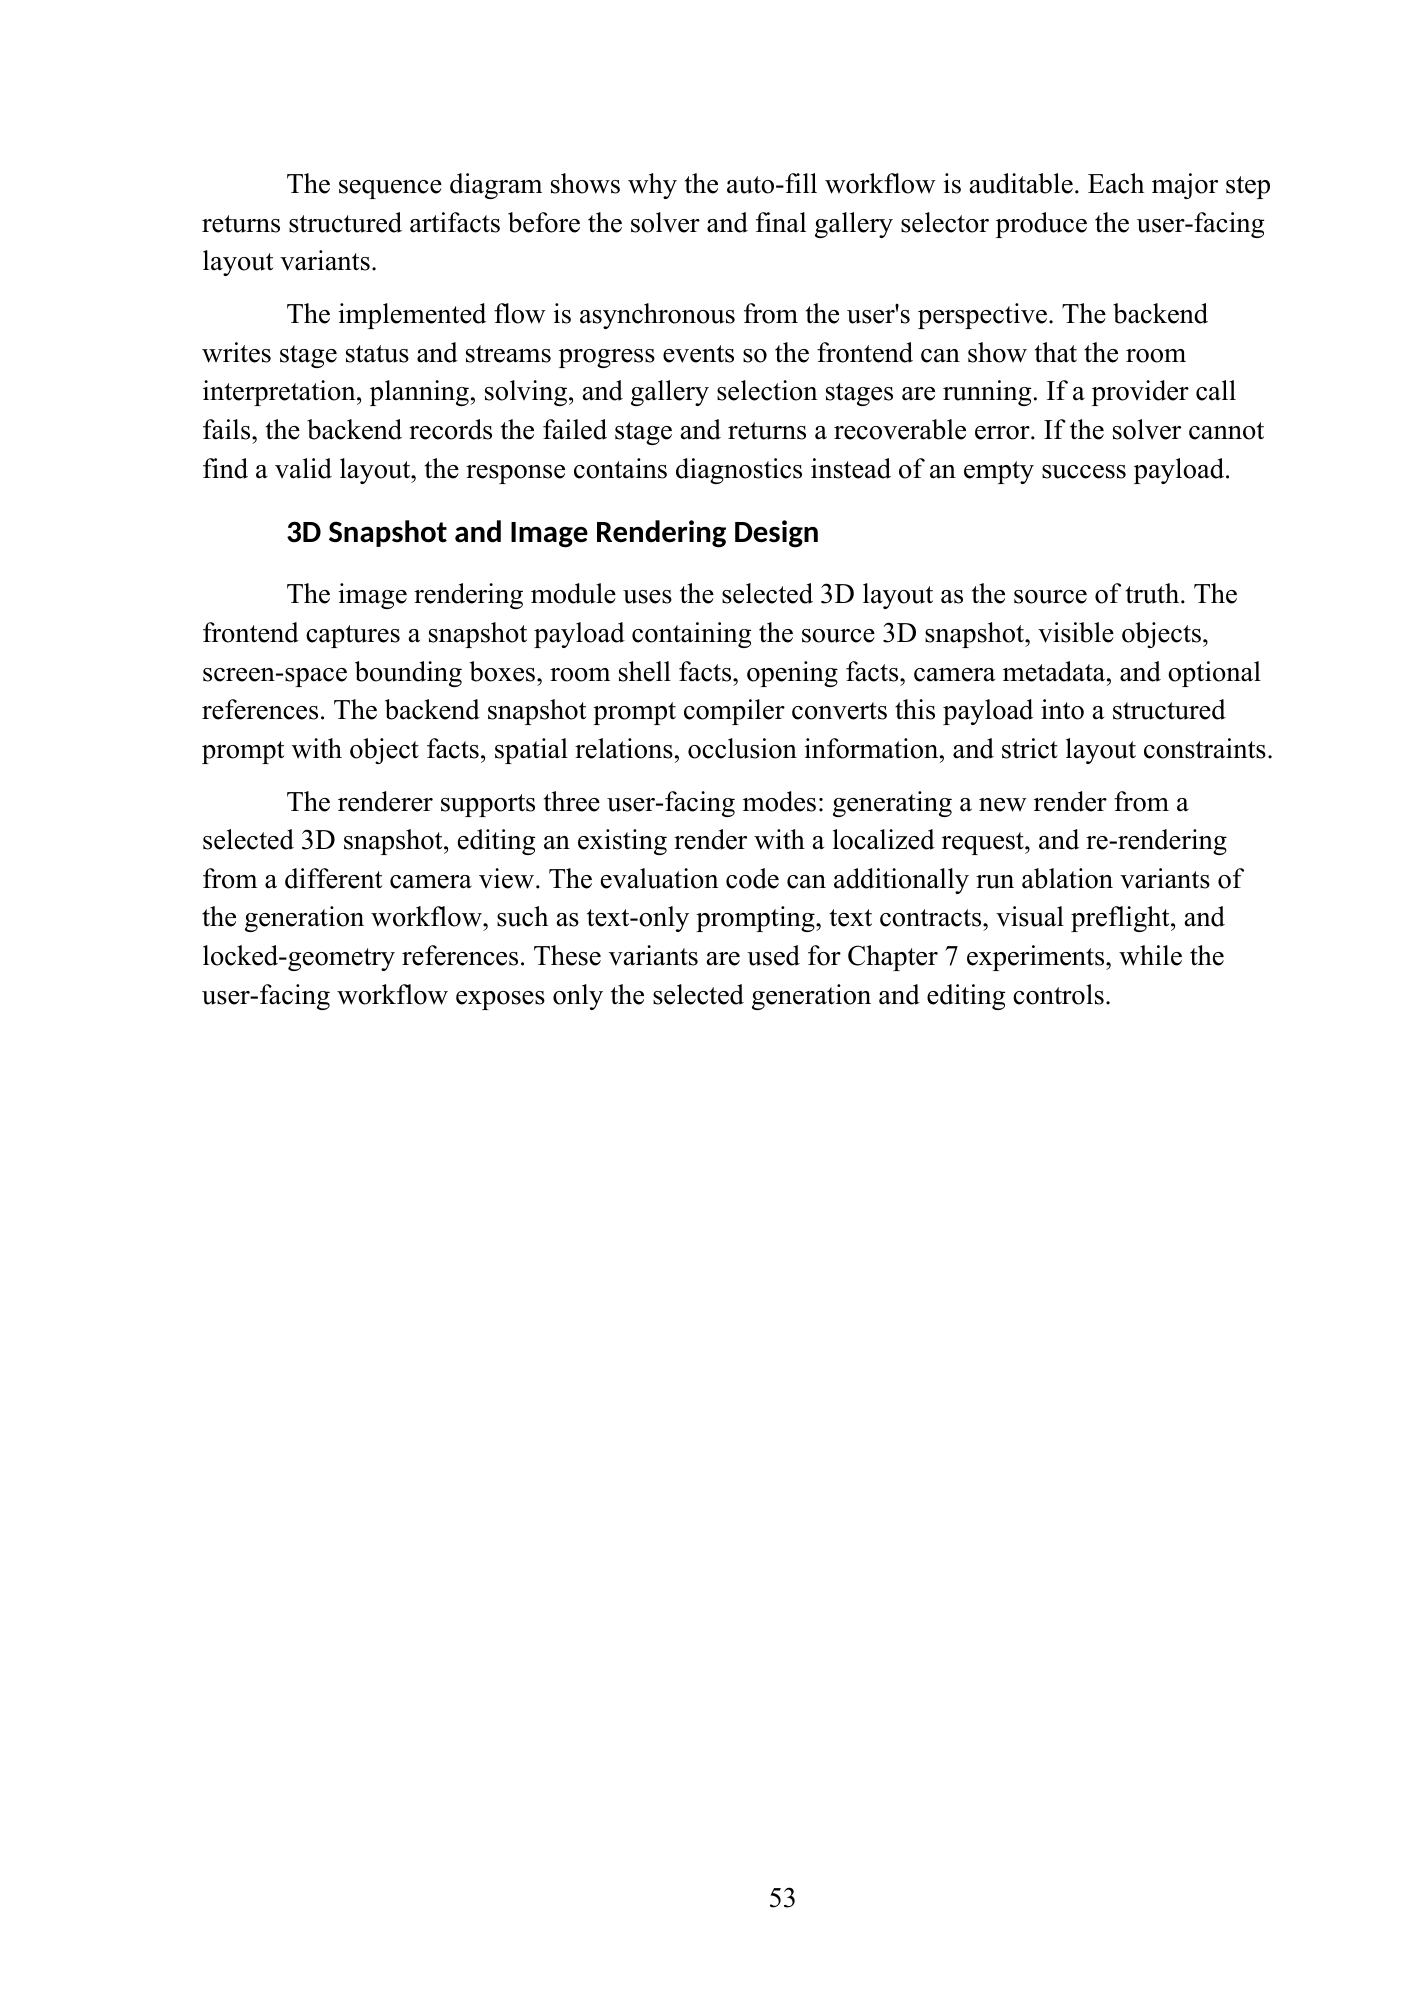 The sequence diagram shows why the auto-fill workflow is auditable. Each major step
returns structured artifacts before the solver and final gallery selector produce the user-facing
layout variants.
The implemented flow is asynchronous from the user's perspective. The backend
writes stage status and streams progress events so the frontend can show that the room
interpretation, planning, solving, and gallery selection stages are running. If a provider call
fails, the backend records the failed stage and returns a recoverable error. If the solver cannot
find a valid layout, the response contains diagnostics instead of an empty success payload.
3D Snapshot and Image Rendering Design
The image rendering module uses the selected 3D layout as the source of truth. The
frontend captures a snapshot payload containing the source 3D snapshot, visible objects,
screen-space bounding boxes, room shell facts, opening facts, camera metadata, and optional
references. The backend snapshot prompt compiler converts this payload into a structured
prompt with object facts, spatial relations, occlusion information, and strict layout constraints.
The renderer supports three user-facing modes: generating a new render from a
selected 3D snapshot, editing an existing render with a localized request, and re-rendering
from a different camera view. The evaluation code can additionally run ablation variants of
the generation workflow, such as text-only prompting, text contracts, visual preflight, and
locked-geometry references. These variants are used for Chapter 7 experiments, while the
user-facing workflow exposes only the selected generation and editing controls.
53